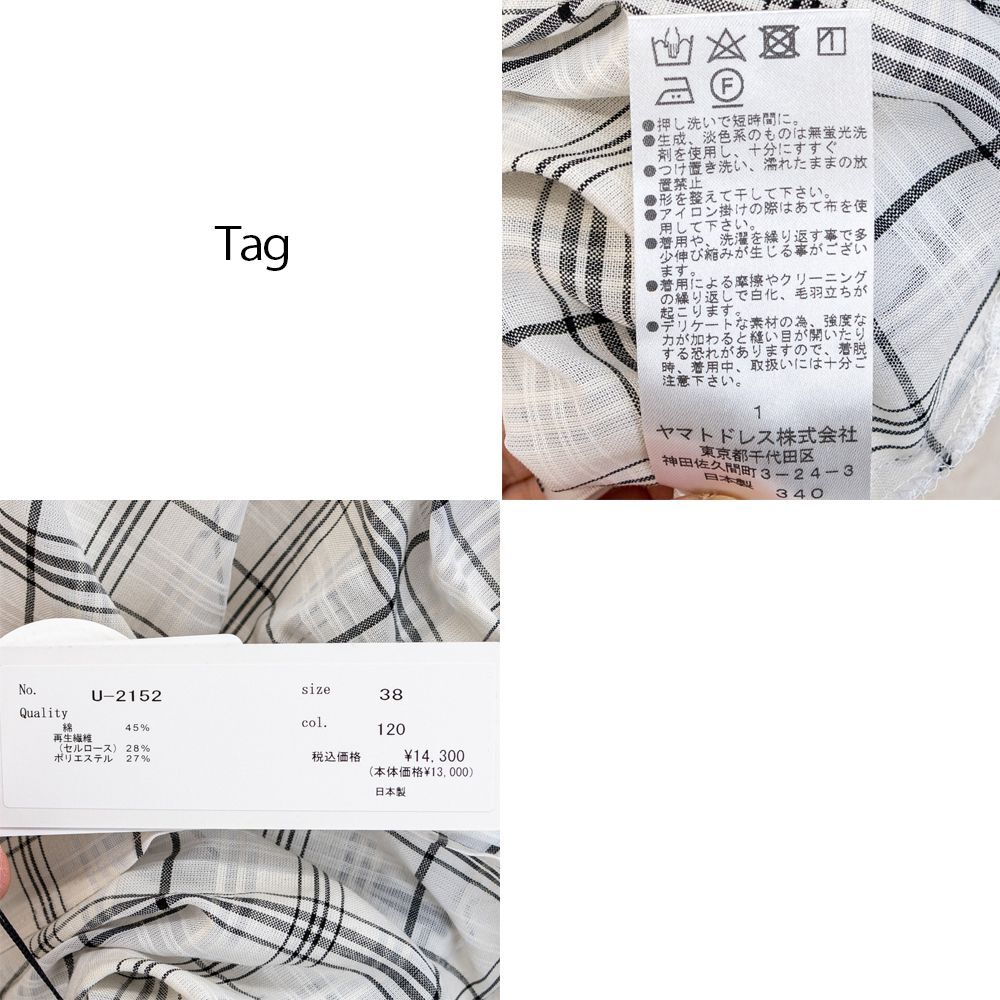 Tag
F
●押し洗いで短時間に。
●生成、淡色系のものは無蛍光洗
剤を使用し、十分にすすぐ
●つけ置き洗い、濡れたままの放
置禁止
●形を整えて干して下さい。
●アイロン掛けの際はあて布を使
用して下さい。
●着用や、洗濯を繰り返す事で多
少伸び縮みが生じる事がござい
ます。
●着用による摩擦やクリーニング
の繰り返しで白化、毛羽立ちが
起こります。
●デリケートな素材の為、強度な
力が加わると縫い目が開いたり
する恐れがありますので、着脱
時、着用中、取扱いには十分ご
注意下さい。
1
ヤマトドレス株式会社
東京都千代田区
神田佐久間町3-24-3
日本製 340
No. U-2152
Quality
綿 45%
再生繊維
(セルロース) 28%
ポリエステル 27%
size 38
col. 120
税込価格 ¥14,300
(本体価格¥13,000)
日本製